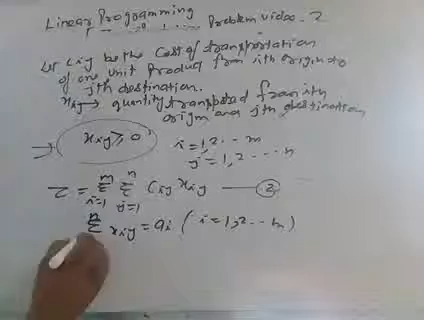 Linear Programming
Problem video - 2
Let Cij be the Cost of transportation
of one unit Product from ith origin to
jth destination.
xij → quantity transported from ith
origin and jth destination
→ xij ≥ 0 i = 1, 2 ... m
j = 1, 2 ... n
Z = m∑i=1 n∑j=1 Cij xij — 2
n∑ xij = ai ( i = 1, 2 ... m )